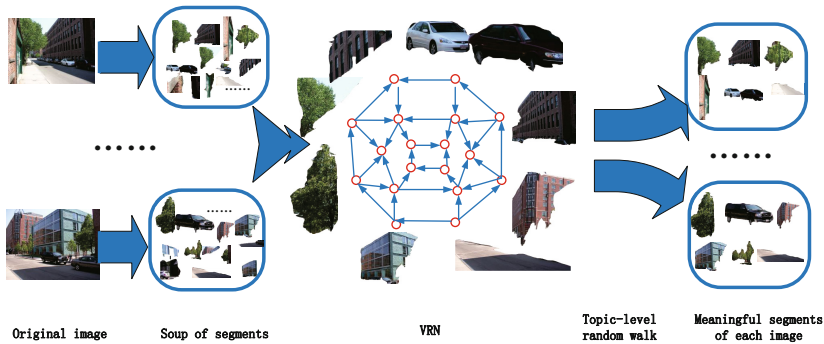 Original image
Soup of segments
VRN
Topic-level
random walk
Meaningful segments
of each image